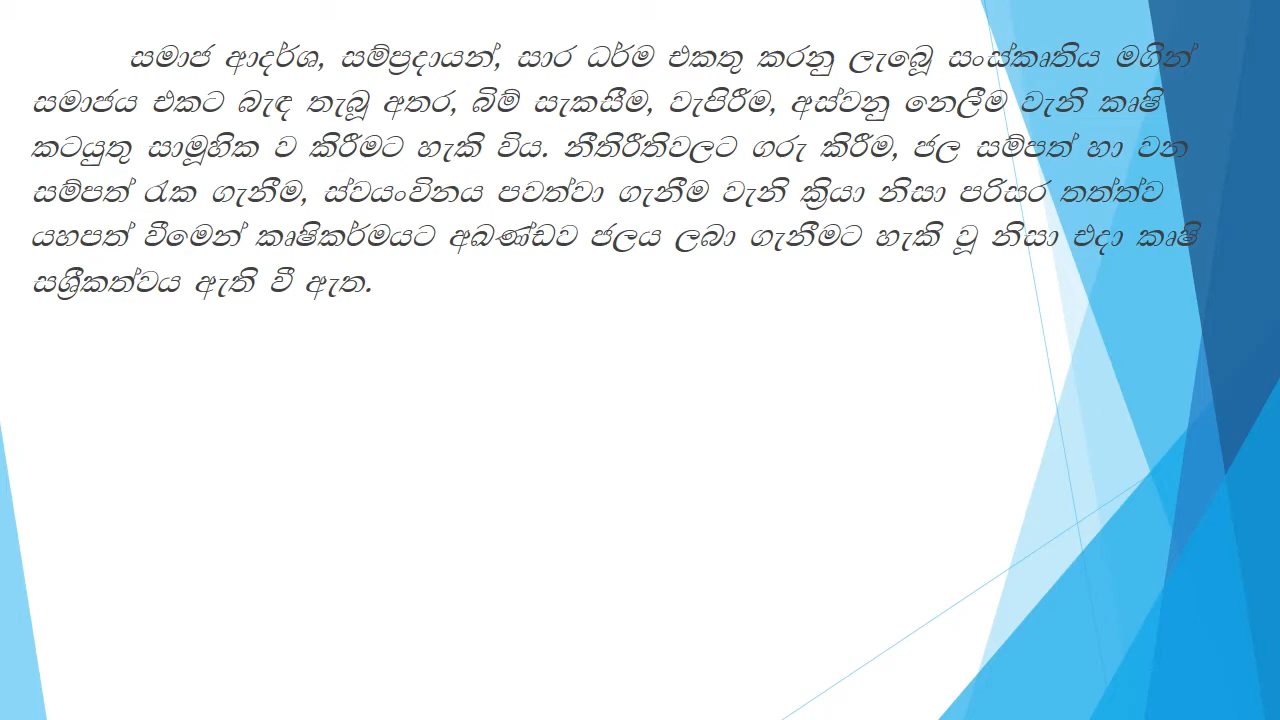 සමාජ ආදර්ශ, සම්ප්‍රදායන්, සාර ධර්ම එකතු කරනු ලැබූෙ සංස්කෘතිය මගින්
සමාජය එකට බැඳ තැබූ අතර, බිම් සැකසීම, වැපිරීම, අස්වනු නෙලීම වැනි කෘෂි
කටයුතු සාමූහික ව කිරීමට හැකි විය. නීතිරීතිවලට ගරු කිරීම, ජල සම්පත් හා වන
සම්පත් රැක ගැනීම, ස්වයංවිනය පවත්වා ගැනීම වැනි ක්‍රියා නිසා පරිසර තත්ත්ව
යහපත් වීමෙන් කෘෂිකර්මයට අඛණ්ඩව ජලය ලබා ගැනීමට හැකි වූ නිසා එදා කෘෂි
සශ්‍රීකත්වය ඇති වී ඇත.